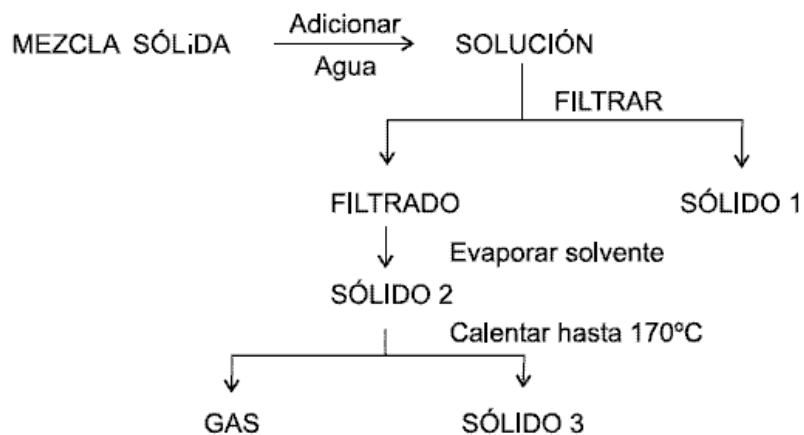 MEZCLA SÓLiDA
Adicionar
Agua
SOLUCIÓN
FILTRAR
FILTRADO
SÓLIDO 1
Evaporar solvente
SÓLIDO 2
Calentar hasta 170ºC
GAS
SÓLIDO 3